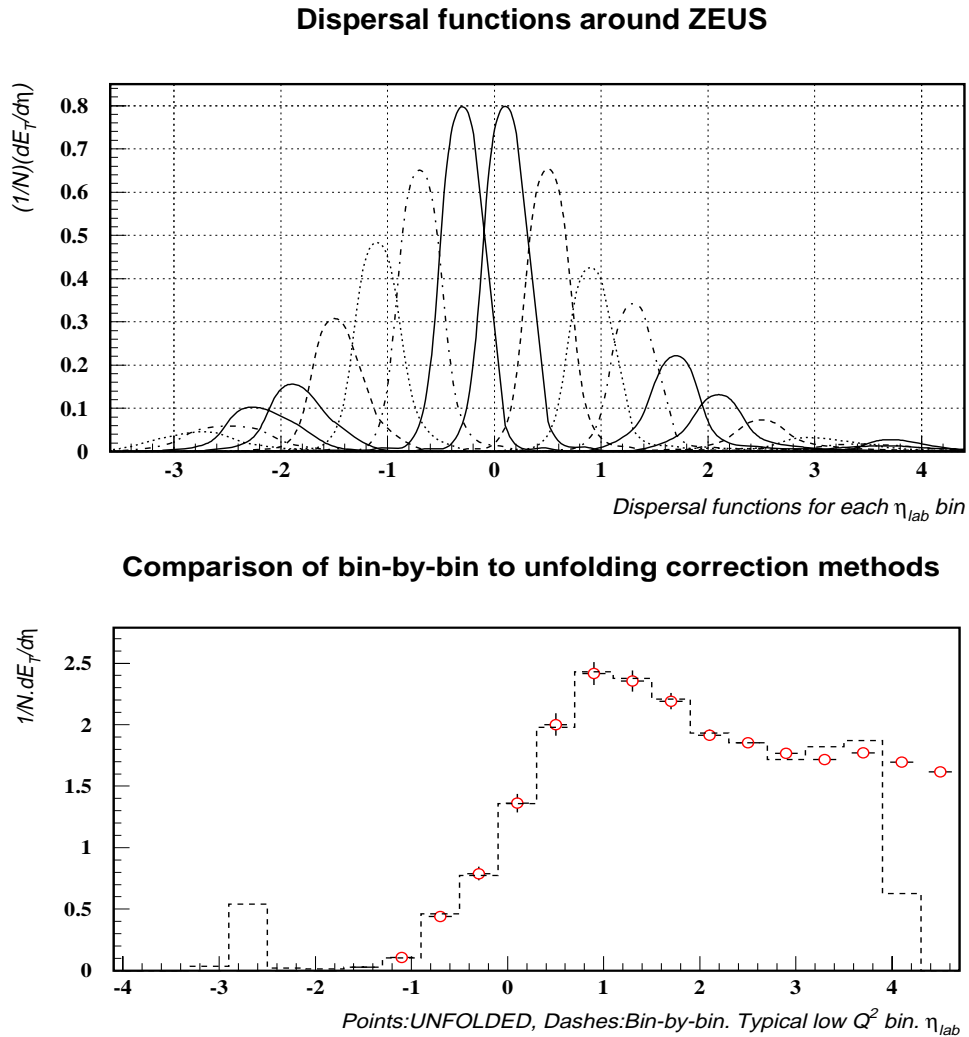 Dispersal functions around ZEUS
(1/N)(dE_T/dη)
0.8
0.7
0.6
0.5
0.4
0.3
0.2
0.1
0
-3 -2 -1 0 1 2 3 4
Dispersal functions for each η_lab bin
Comparison of bin-by-bin to unfolding correction methods
1/N.dE_T/dη
2.5
2
1.5
1
0.5
0
-4 -3 -2 -1 0 1 2 3 4
Points:UNFOLDED, Dashes:Bin-by-bin. Typical low Q² bin. η_lab